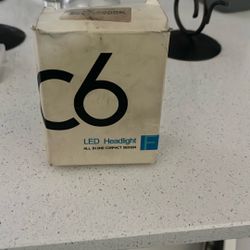 C6
LED Headlight
ALL IN ONE COMPACT DESIGN